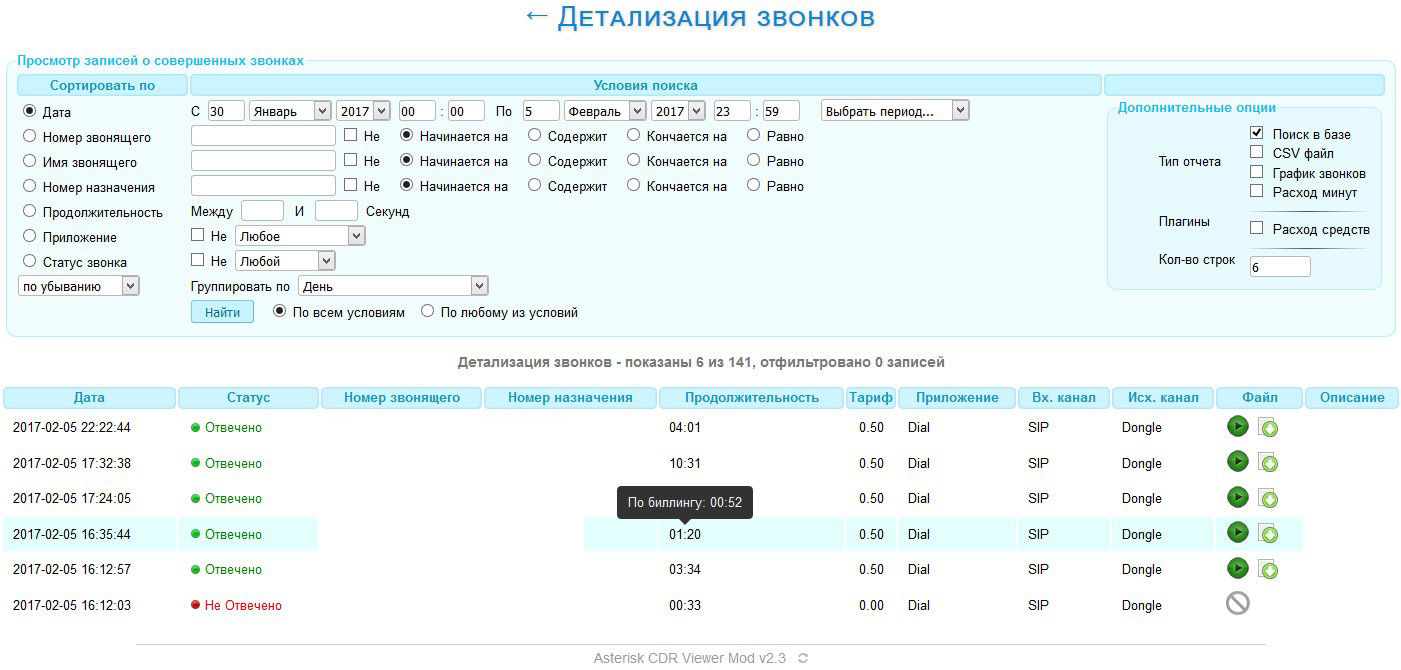 ← Детализация звонков
Просмотр записей о совершенных звонках
Сортировать по Условия поиска
Дата С 30 Январь 2017 00 : 00 По 5 Февраль 2017 23 : 59 Выбрать период...
Дополнительные опции
Номер звонящего Не Начинается на Содержит Кончается на Равно
Поиск в базе
Имя звонящего Не Начинается на Содержит Кончается на Равно
Тип отчета CSV файл
График звонков
Номер назначения Не Начинается на Содержит Кончается на Равно
Расход минут
Продолжительность Между И Секунд
Плагины Расход средств
Приложение Не Любое
Статус звонка Не Любой
Кол-во строк 6
по убыванию Группировать по День
Найти По всем условиям По любому из условий
Детализация звонков - показаны 6 из 141, отфильтровано 0 записей
Дата Статус Номер звонящего Номер назначения Продолжительность Тариф Приложение Вх. канал Исх. канал Файл Описание
2017-02-05 22:22:44 Отвечено 04:01 0.50 Dial SIP Dongle
2017-02-05 17:32:38 Отвечено 10:31 0.50 Dial SIP Dongle
2017-02-05 17:24:05 Отвечено 0.50 Dial SIP Dongle
По биллингу: 00:52
2017-02-05 16:35:44 Отвечено 01:20 0.50 Dial SIP Dongle
2017-02-05 16:12:57 Отвечено 03:34 0.50 Dial SIP Dongle
2017-02-05 16:12:03 Не Отвечено 00:33 0.00 Dial SIP Dongle
Asterisk CDR Viewer Mod v2.3